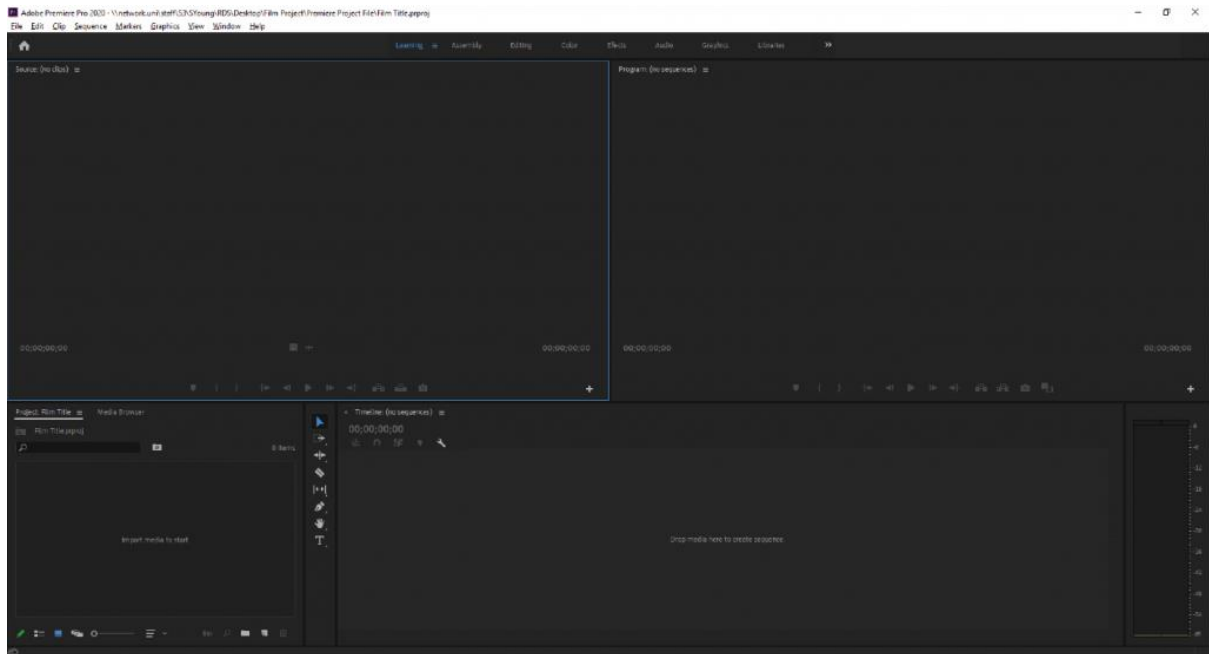 Adobe Premiere Pro 2020 - \\network.uni\staff\S3\SYoung\RDS\Desktop\Film Project\Premiere Project File\Film Title.prproj
File Edit Clip Sequence Markers Graphics View Window Help
Learning Assembly Editing Color Effects Audio Graphics Libraries
Source: (no clips)
Program: (no sequences)
00;00;00;00
00;00;00;00
00;00;00;00
00;00;00;00
Project: Film Title Media Browser
Film Title.prproj
0 Items
Import media to start
Timeline: (no sequences)
00;00;00;00
Drop media here to create sequence.